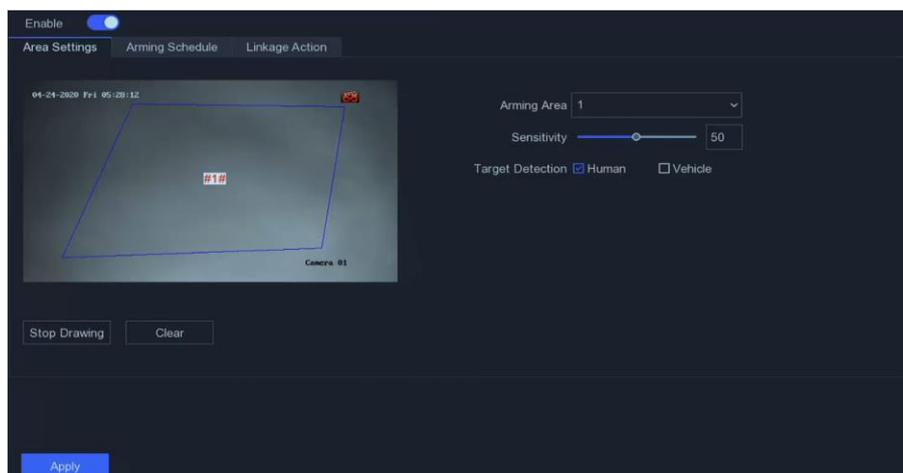 Enable
Area Settings Arming Schedule Linkage Action
04-24-2020 Fri 05:28:12
#1#
Camera 01
Arming Area 1
Sensitivity 50
Target Detection Human Vehicle
Stop Drawing Clear
Apply